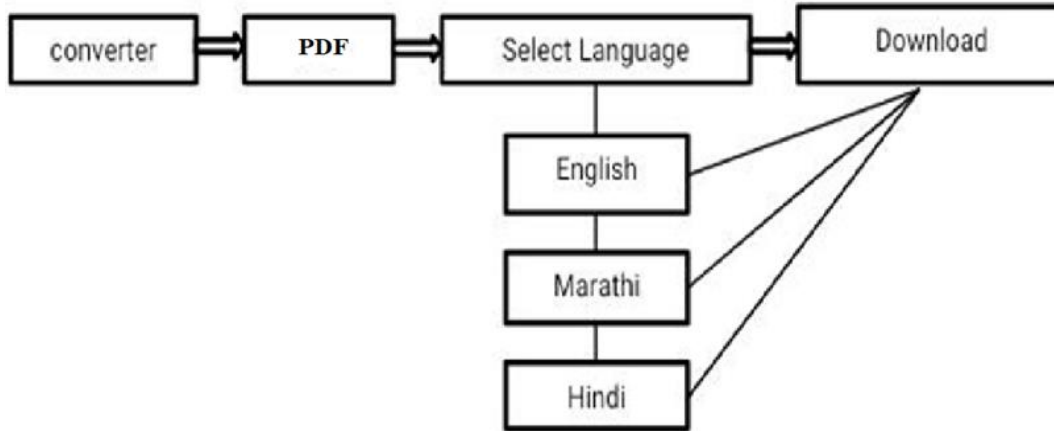 converter
PDF
Select Language
Download
English
Marathi
Hindi